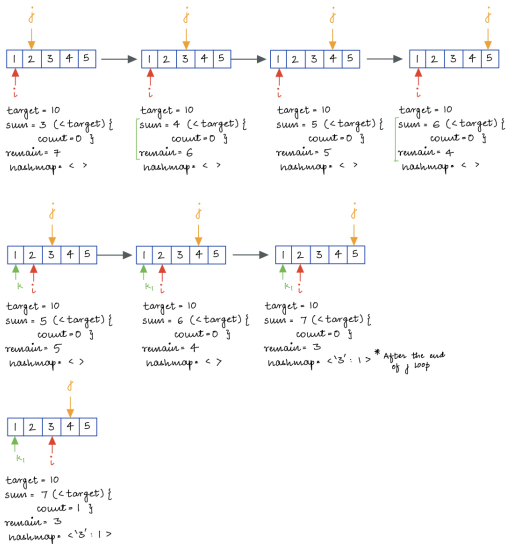 j j j j
1 2 3 4 5 1 2 3 4 5 1 2 3 4 5 1 2 3 4 5
i i i i
target = 10 target = 10 target = 10 target = 10
sum = 3 (<target) { sum = 4 (<target) { sum = 5 (<target) { sum = 6 (<target) {
count=0 } count=0 } count=0 } count=0 }
remain = 7 remain = 6 remain = 5 remain = 4
hashmap = < > hashmap = < > hashmap = < > hashmap = < >
j j j
1 2 3 4 5 1 2 3 4 5 1 2 3 4 5
k i k₁ i k₁ i
target = 10 target = 10 target = 10
sum = 5 (<target) { sum = 6 (<target) { sum = 7 (<target) {
count=0 } count=0 } count=0 }
remain = 5 remain = 4 remain = 3
hashmap = < > hashmap = < > hashmap = <'3' : 1 > * After the end
of j loop
j
1 2 3 4 5
k₁ i
target = 10
sum = 7 (<target) {
count = 1 }
remain = 3
hashmap = <'3' : 1 >